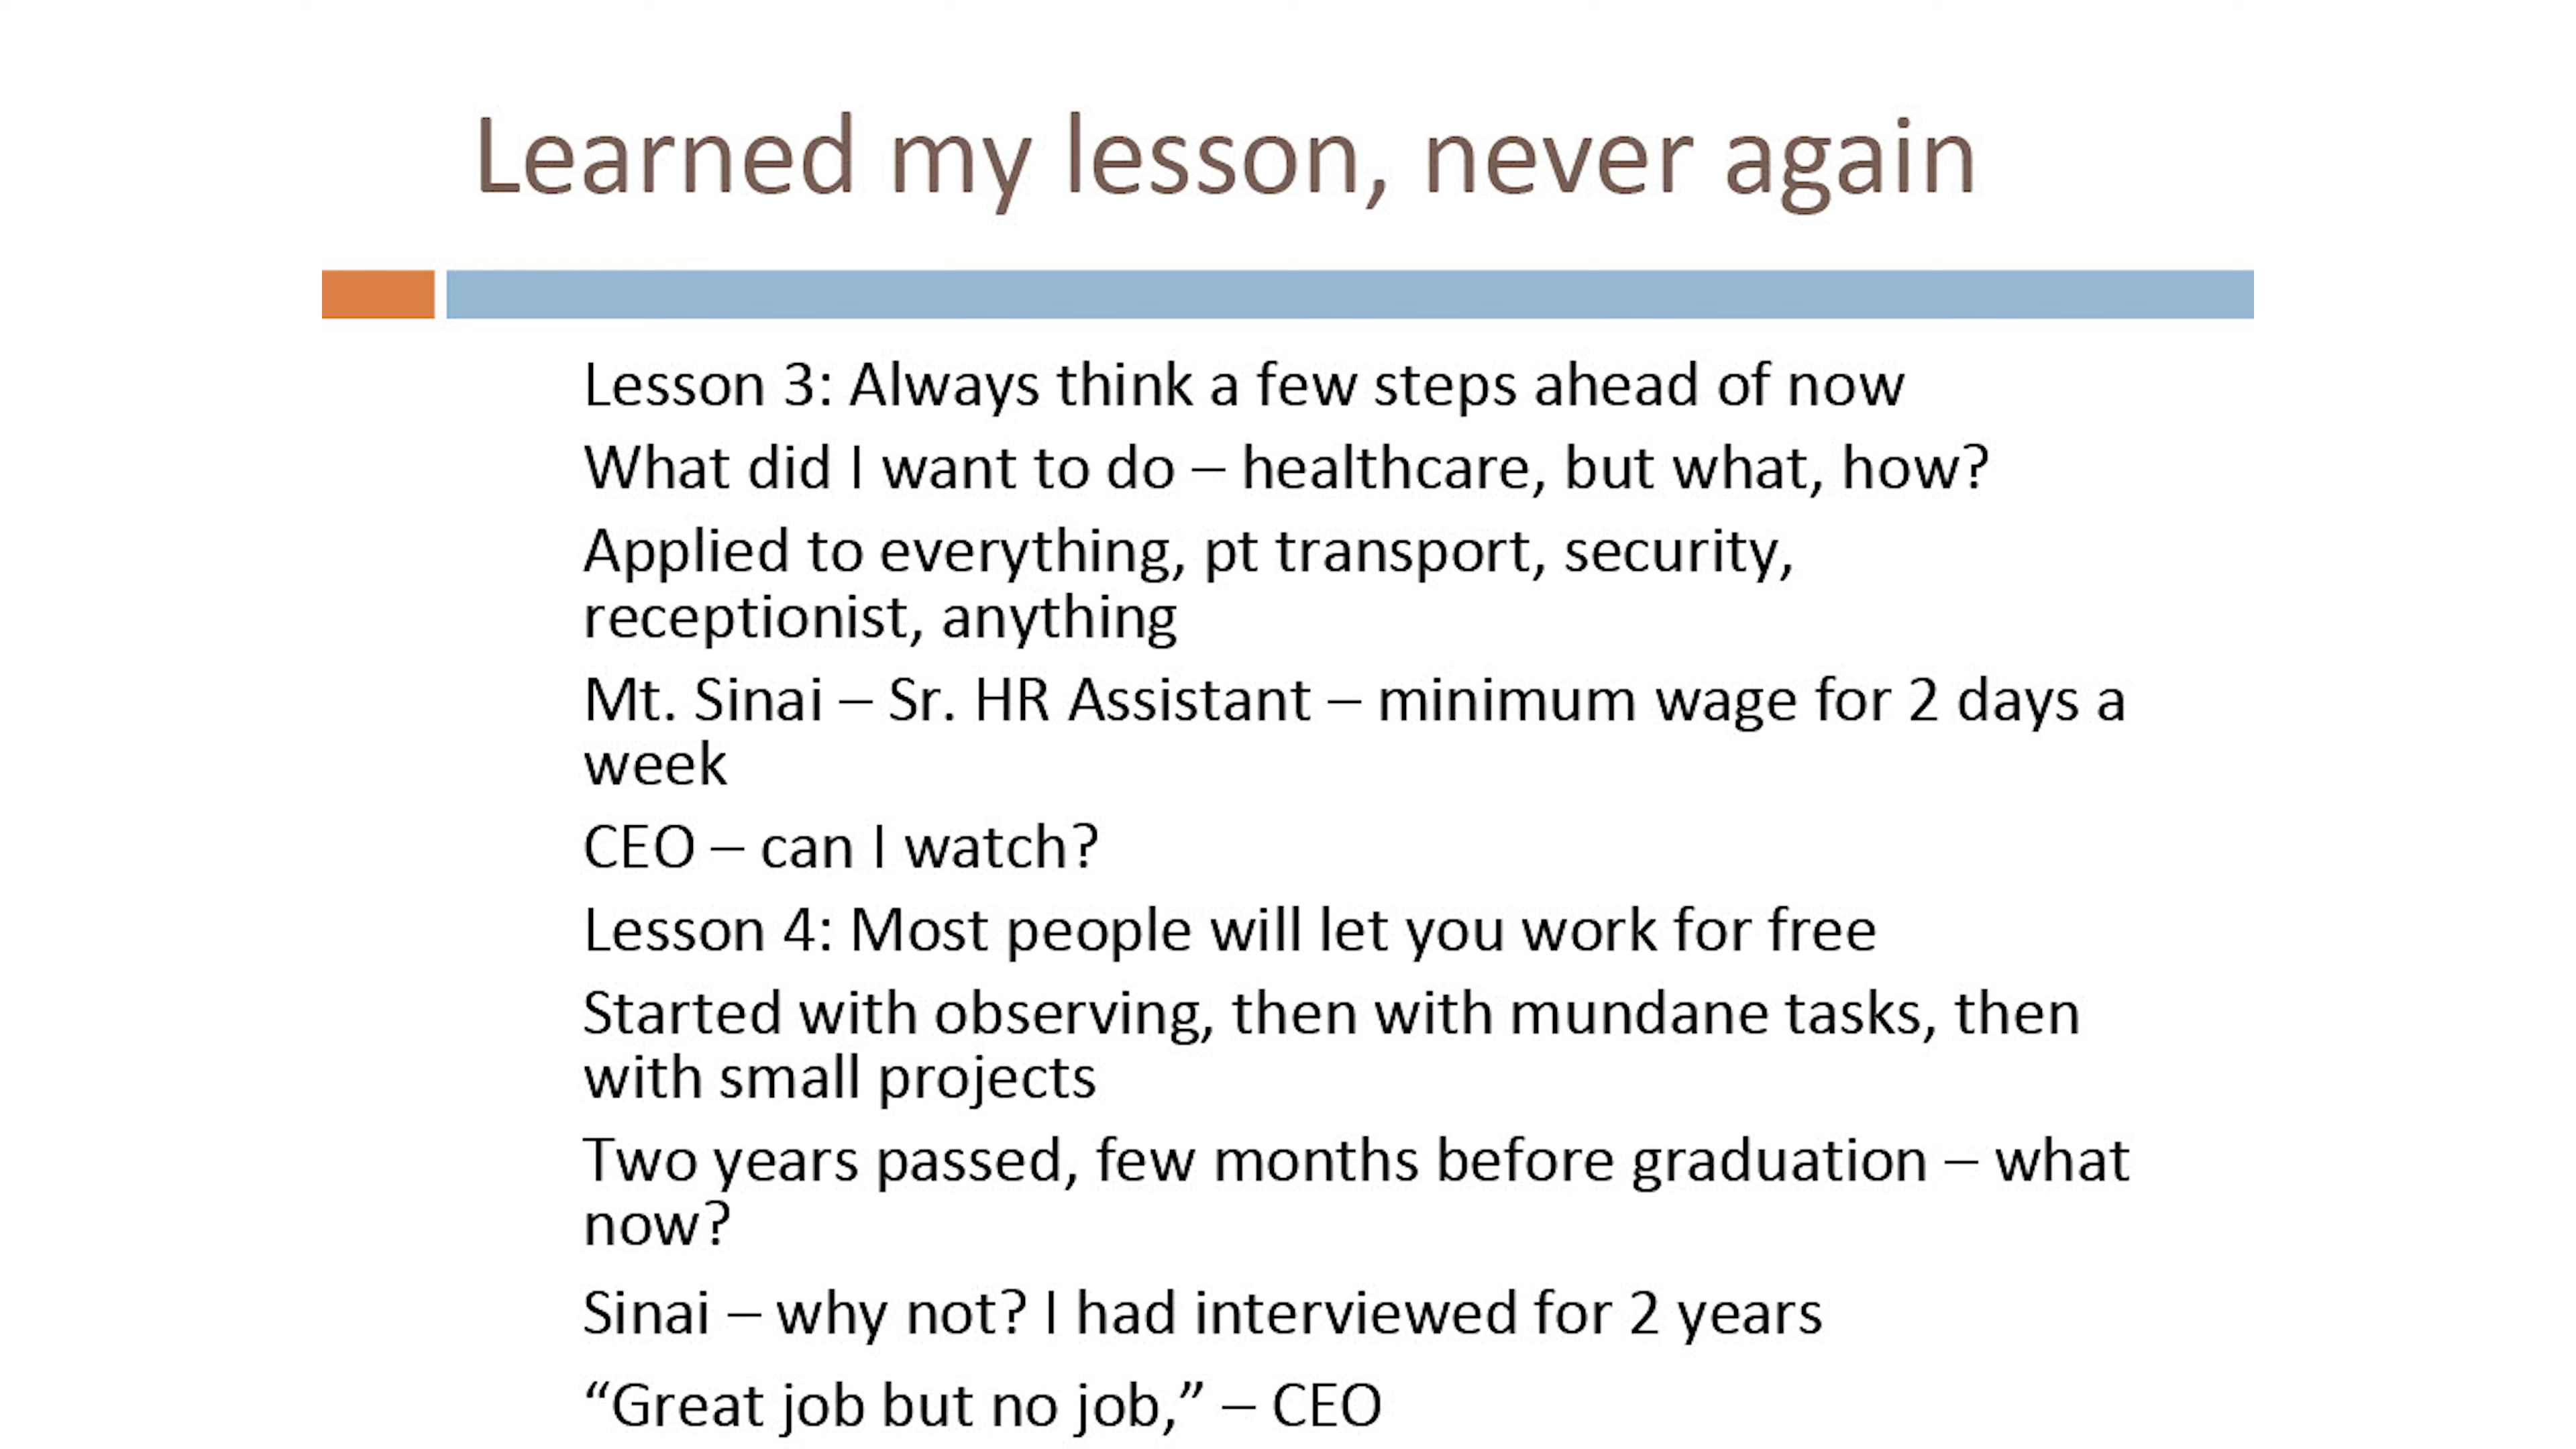 Learned my lesson, never again
Lesson 3: Always think a few steps ahead of now
What did I want to do – healthcare, but what, how?
Applied to everything, pt transport, security,
receptionist, anything
Mt. Sinai – Sr. HR Assistant – minimum wage for 2 days a
week
CEO – can I watch?
Lesson 4: Most people will let you work for free
Started with observing, then with mundane tasks, then
with small projects
Two years passed, few months before graduation – what
now?
Sinai – why not? I had interviewed for 2 years
“Great job but no job,” – CEO